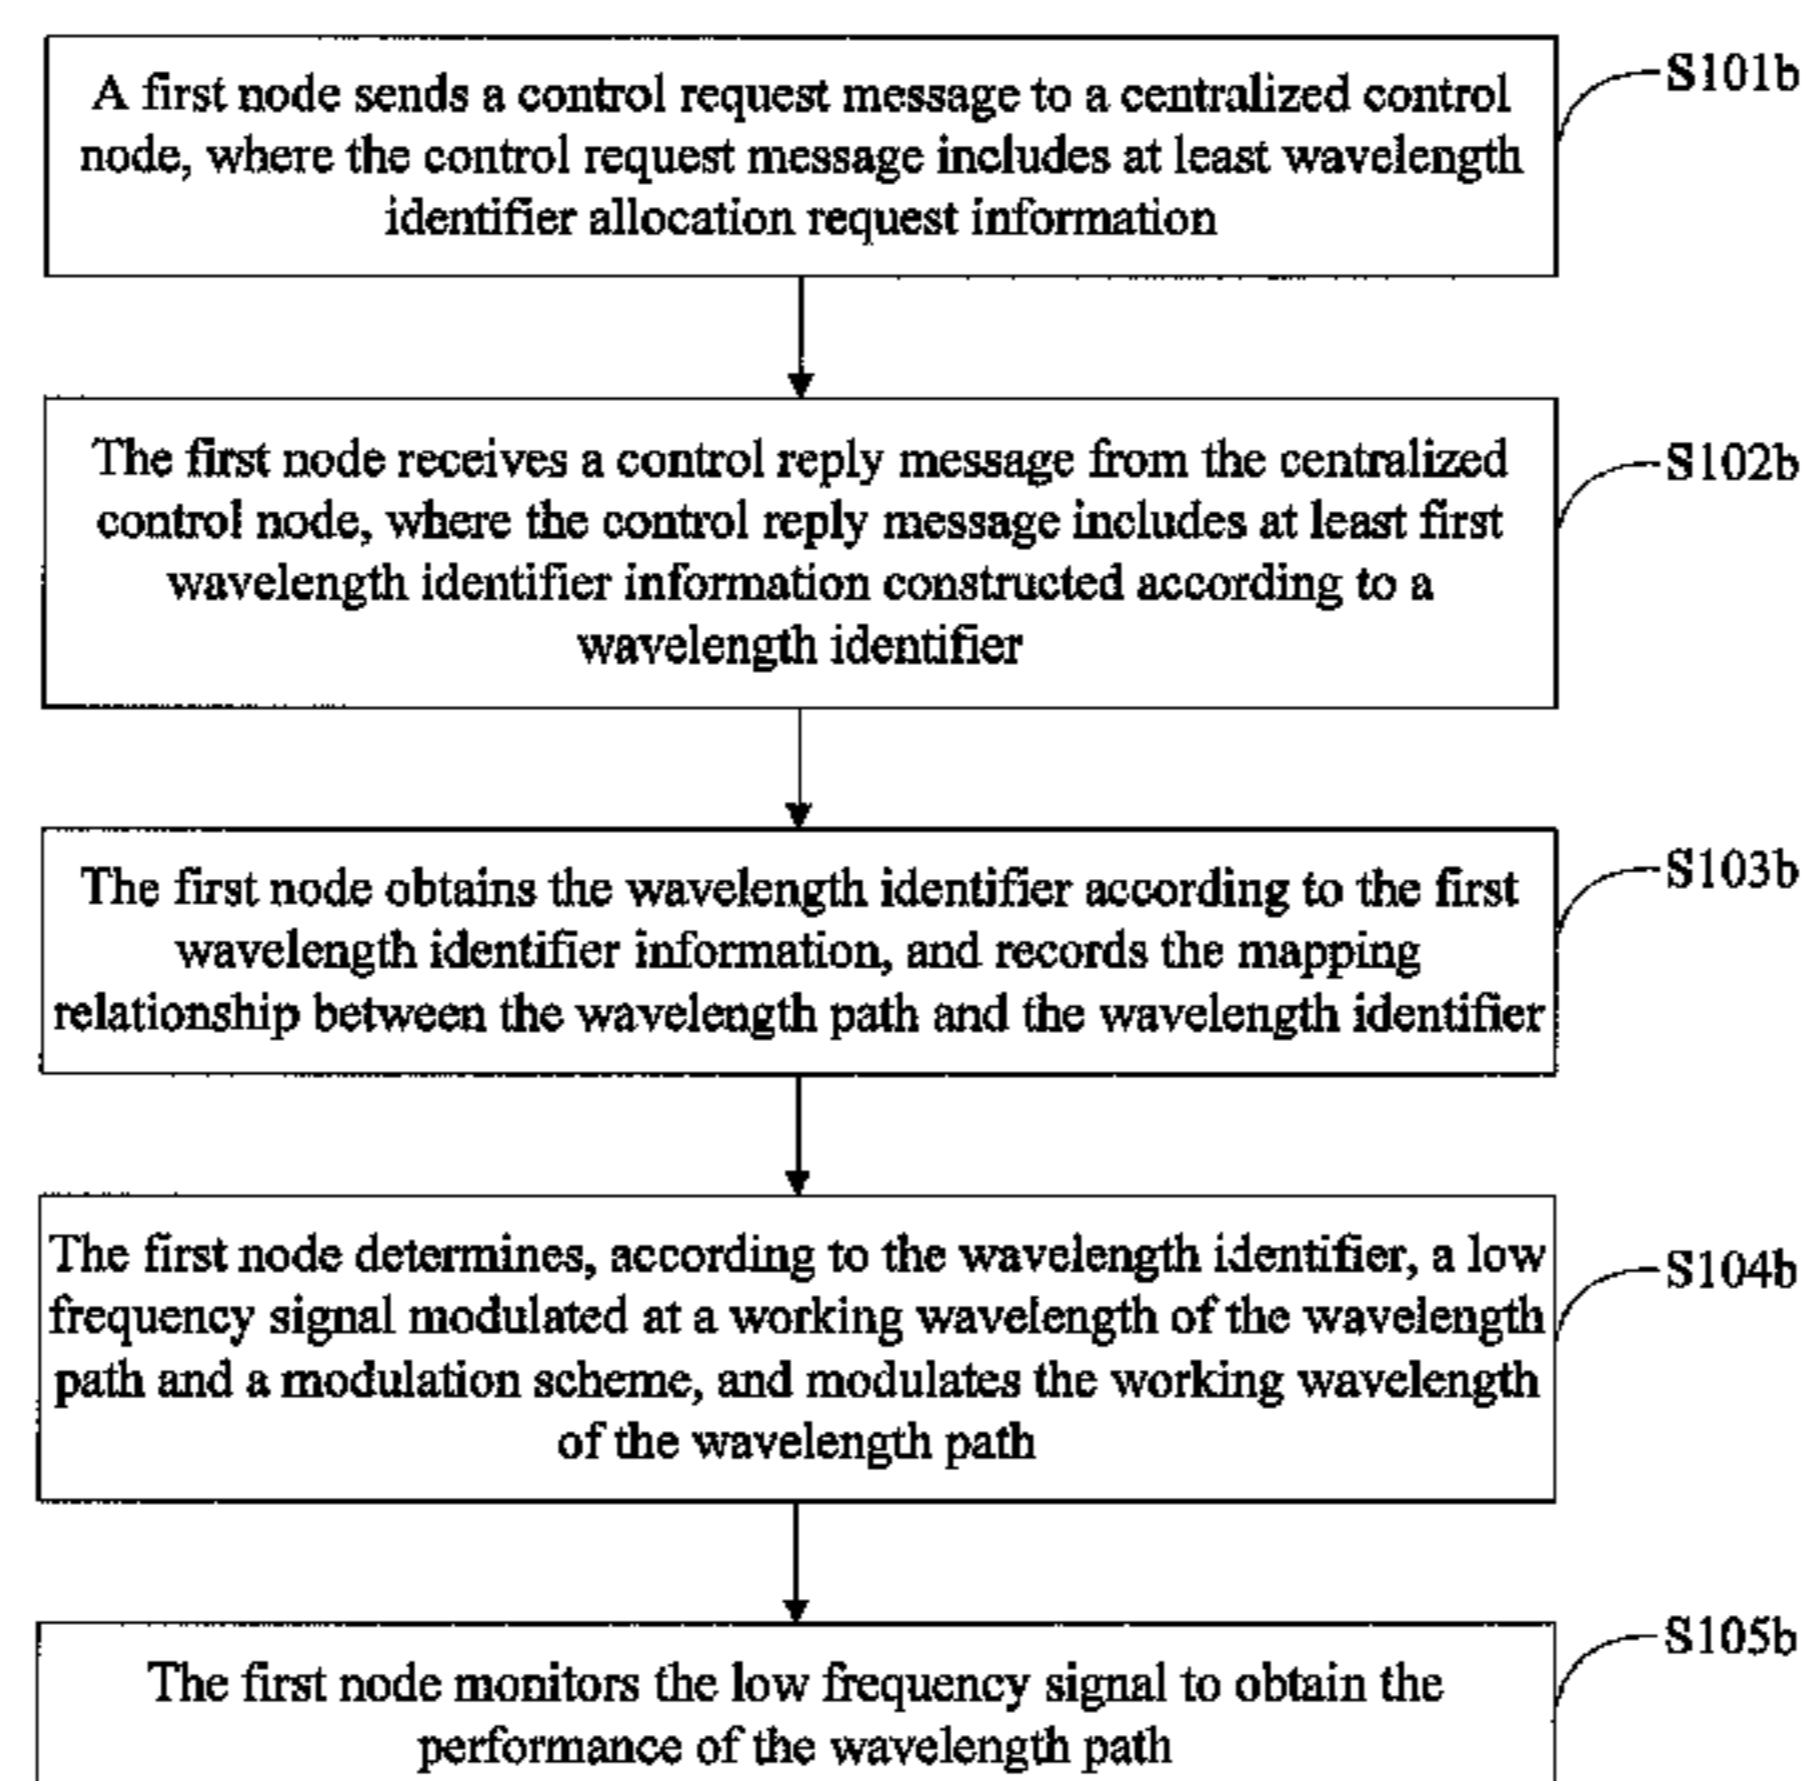 A first node sends a control request message to a centralized control
node, where the control request message includes at least wavelength
identifier allocation request information
S101b
The first node receives a control reply message from the centralized
control node, where the control reply message includes at least first
wavelength identifier information constructed according to a
wavelength identifier
S102b
The first node obtains the wavelength identifier according to the first
wavelength identifier information, and records the mapping
relationship between the wavelength path and the wavelength identifier
S103b
The first node determines, according to the wavelength identifier, a low
frequency signal modulated at a working wavelength of the wavelength
path and a modulation scheme, and modulates the working wavelength
of the wavelength path
S104b
The first node monitors the low frequency signal to obtain the
performance of the wavelength path
S105b